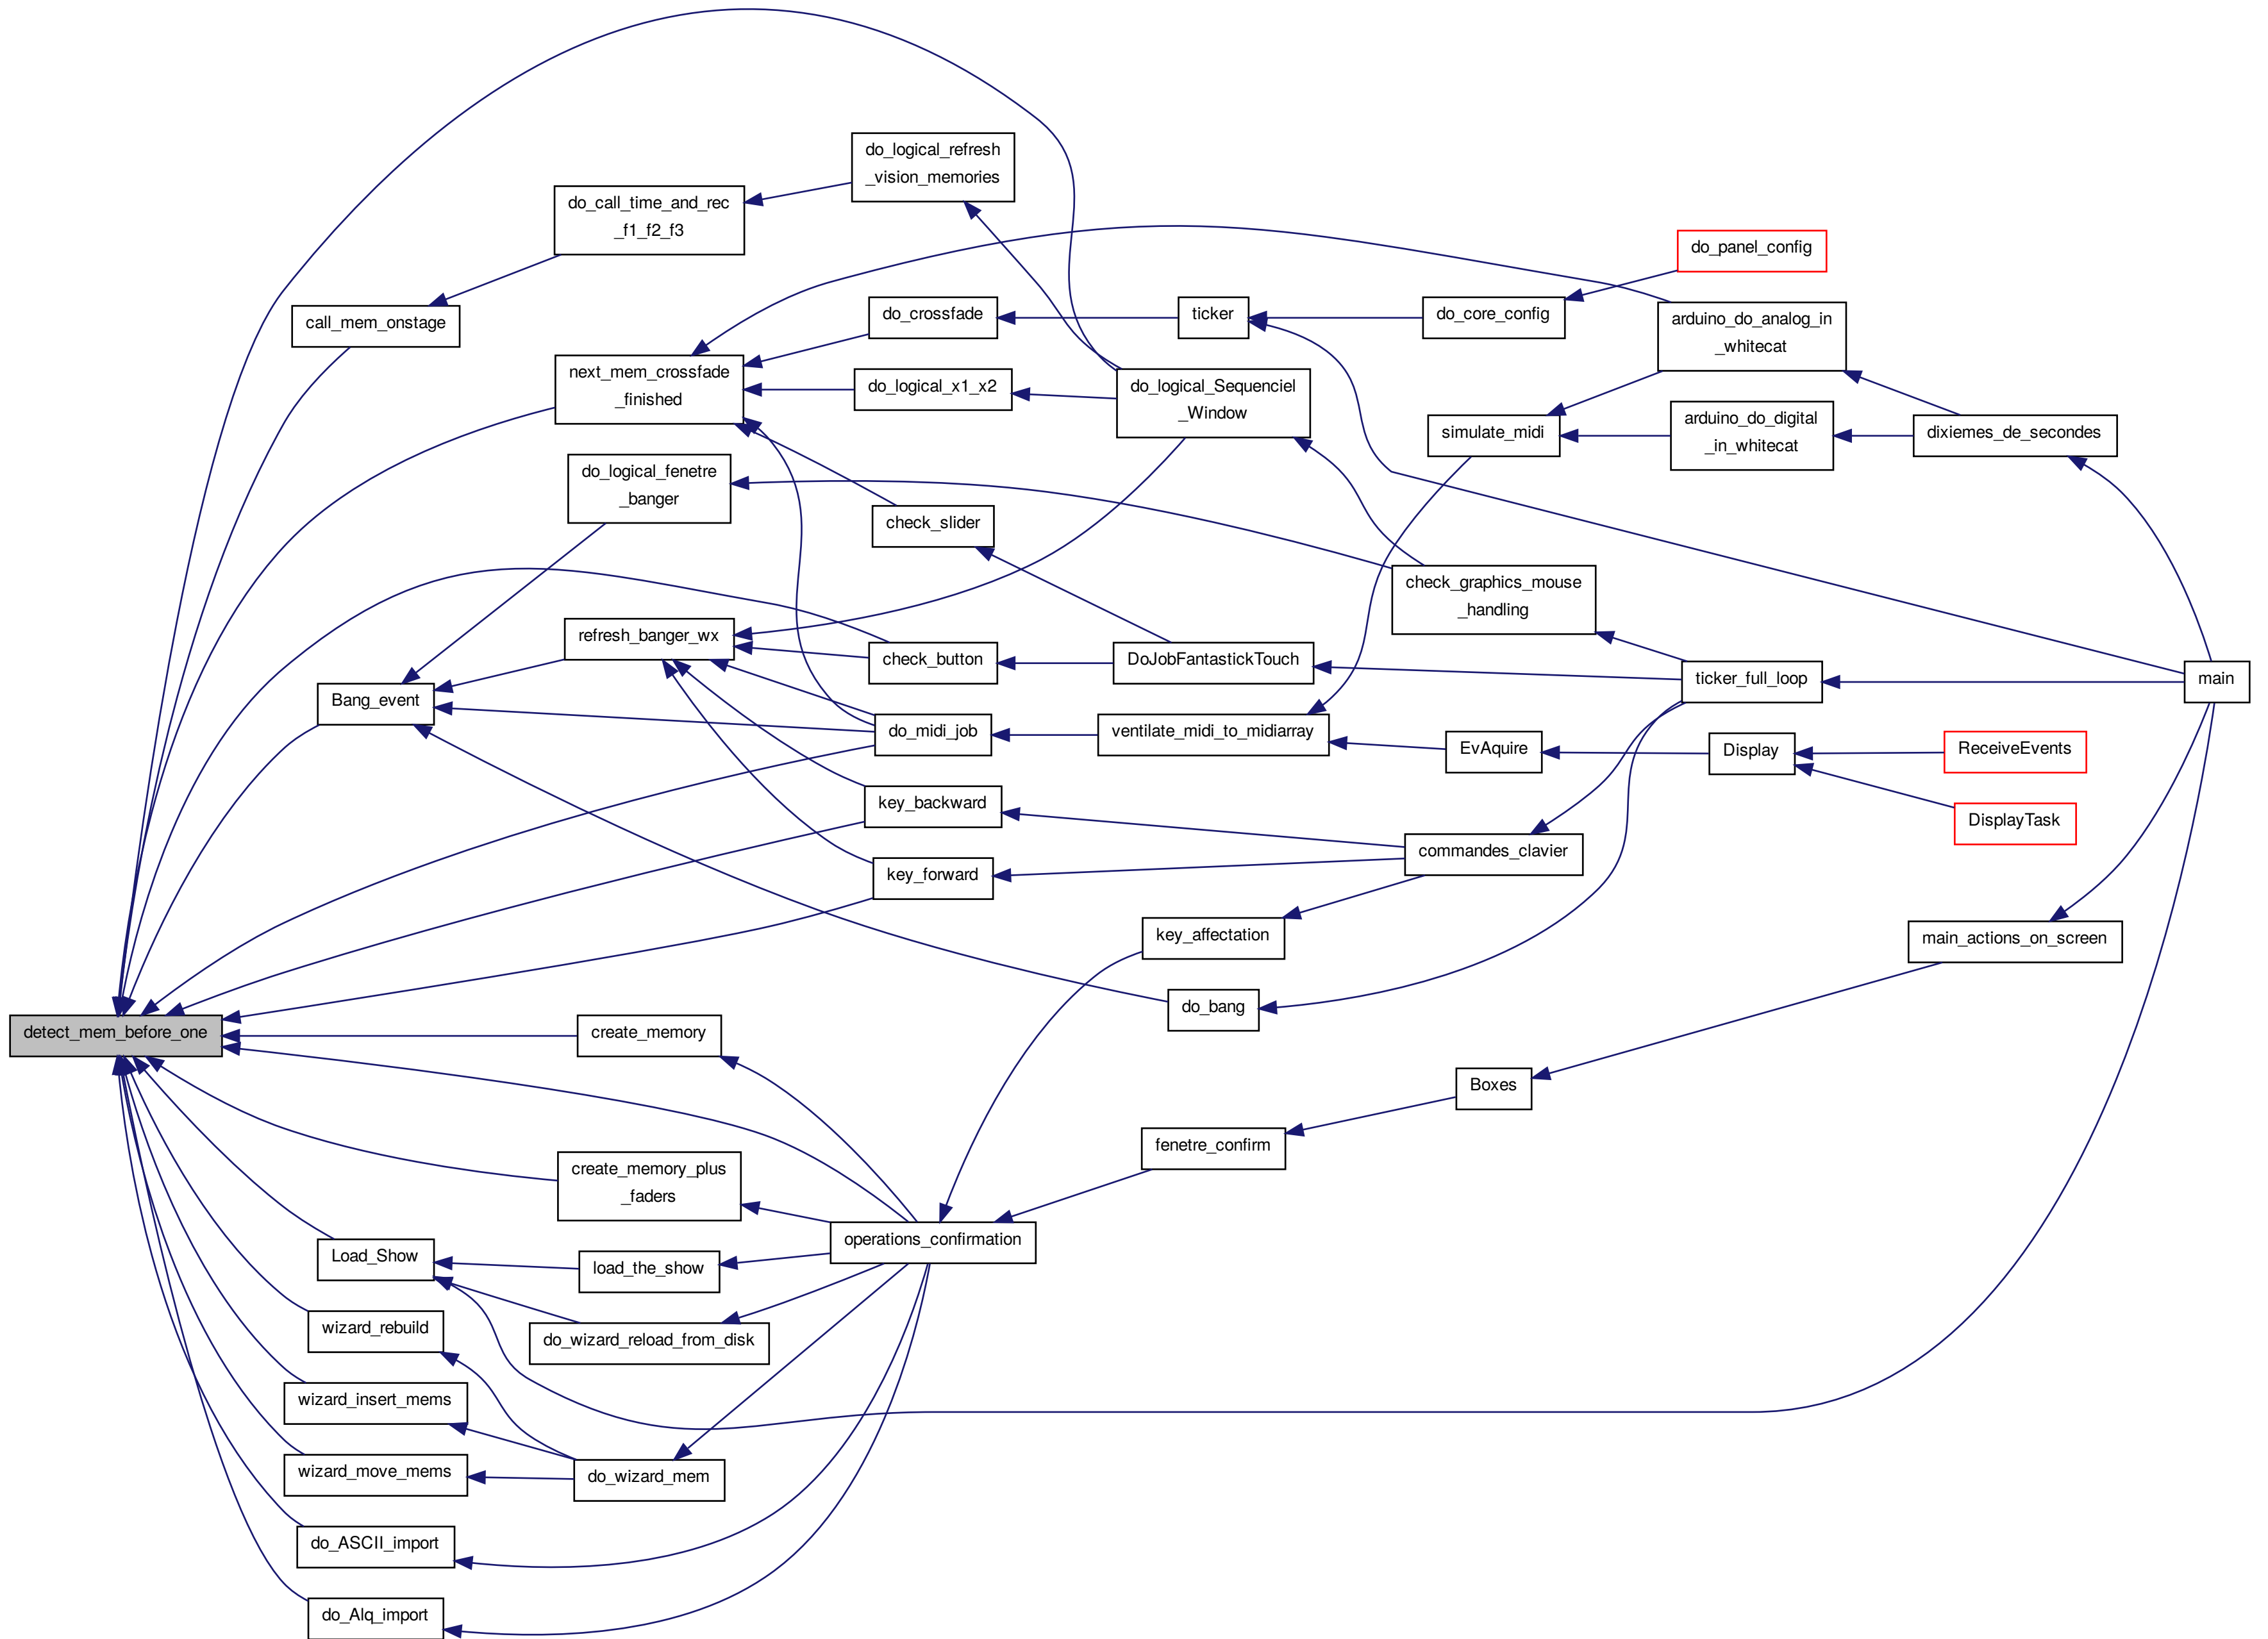 do_logical_refresh
_vision_memories
do_call_time_and_rec
_f1_f2_f3
do_panel_config
call_mem_onstage
do_crossfade
ticker
do_core_config
arduino_do_analog_in
_whitecat
next_mem_crossfade
_finished
do_logical_x1_x2
do_logical_Sequenciel
_Window
simulate_midi
arduino_do_digital
_in_whitecat
dixiemes_de_secondes
do_logical_fenetre
_banger
check_slider
check_graphics_mouse
_handling
refresh_banger_wx
check_button
DoJobFantastickTouch
ticker_full_loop
main
Bang_event
do_midi_job
ventilate_midi_to_midiarray
EvAquire
Display
ReceiveEvents
key_backward
DisplayTask
key_forward
commandes_clavier
key_affectation
main_actions_on_screen
do_bang
detect_mem_before_one
create_memory
Boxes
fenetre_confirm
create_memory_plus
_faders
operations_confirmation
Load_Show
load_the_show
wizard_rebuild
do_wizard_reload_from_disk
wizard_insert_mems
wizard_move_mems
do_wizard_mem
do_ASCII_import
do_Alq_import